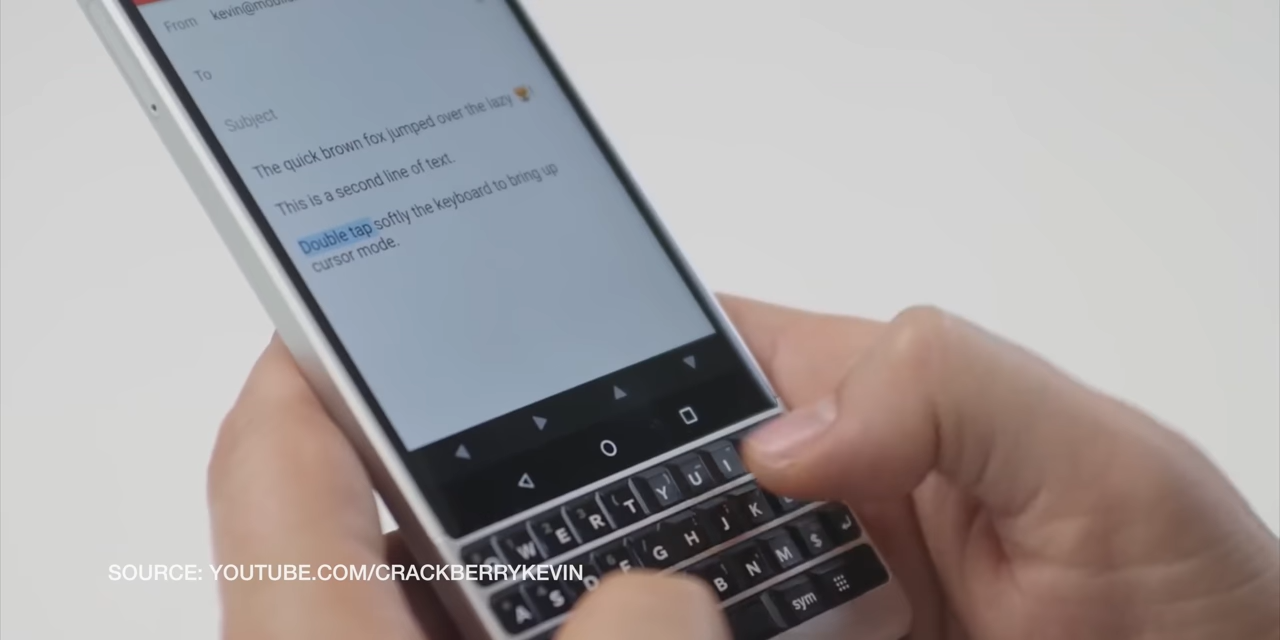 From kevin@mobile
To
Subject
The quick brown fox jumped over the lazy 🏆!
This is a second line of text.
Double tap softly the keyboard to bring up
cursor mode.
W E R T Y U I
A S D F G H J K
B N M $
sym
SOURCE: YOUTUBE.COM/CRACKBERRYKEVIN